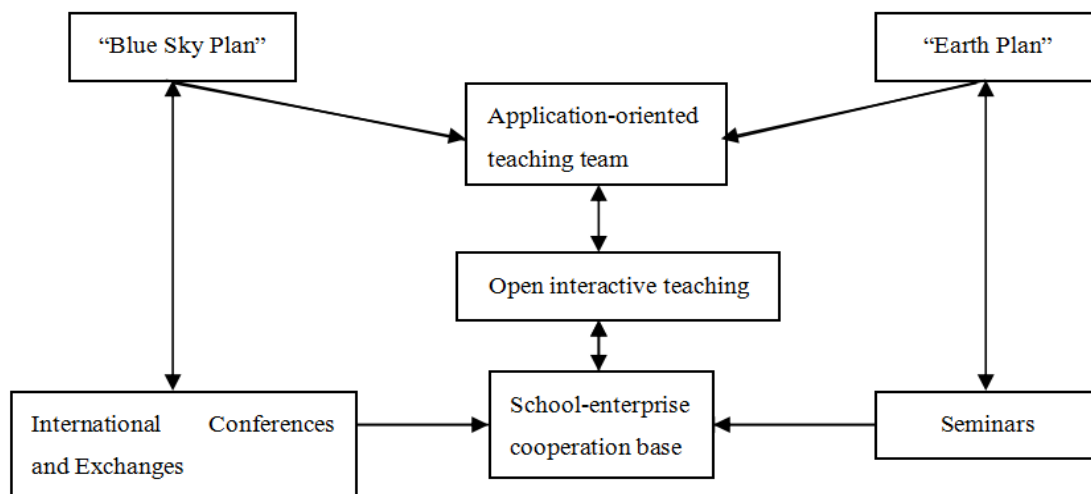 “Blue Sky Plan”
“Earth Plan”
Application-oriented
teaching team
Open interactive teaching
International Conferences
and Exchanges
School-enterprise
cooperation base
Seminars